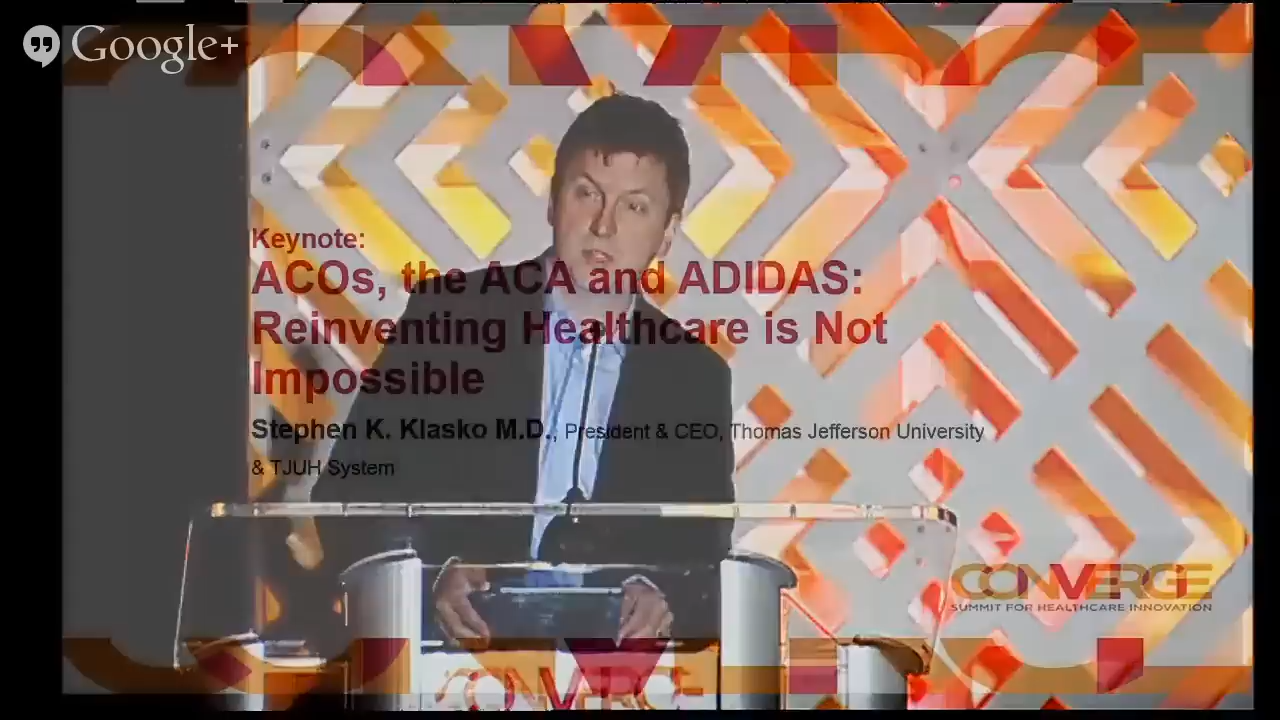 Google+
Keynote:
ACOs, the ACA and ADIDAS:
Reinventing Healthcare is Not
Impossible
Stephen K. Klasko M.D., President & CEO, Thomas Jefferson University
& TJUH System
CONVERGE
SUMMIT FOR HEALTHCARE INNOVATION
CONVERGE